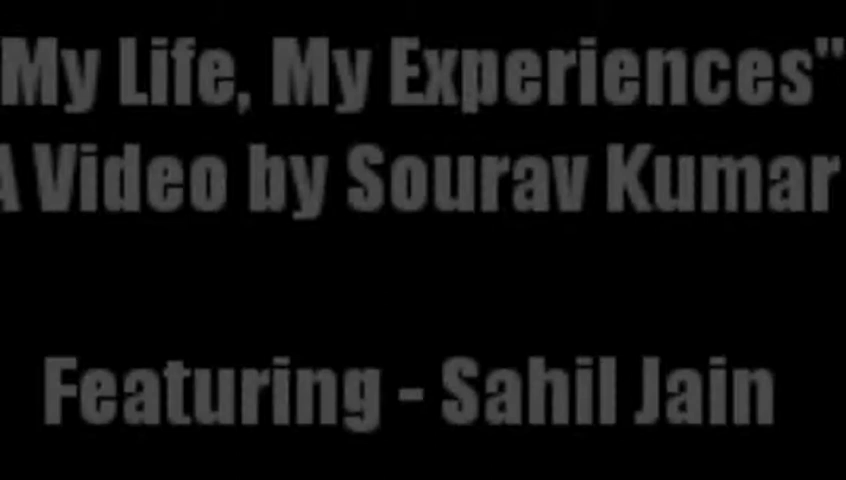 My Life, My Experiences"
A Video by Sourav Kumar
Featuring - Sahil Jain